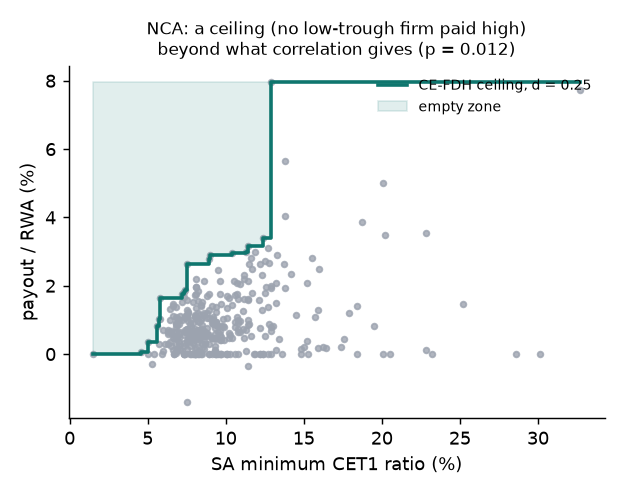 NCA: a ceiling (no low-trough firm paid high)
beyond what correlation gives (p = 0.012)
CE-FDH ceiling, d = 0.25
empty zone
payout / RWA (%)
8
6
4
2
0
0 5 10 15 20 25 30
SA minimum CET1 ratio (%)